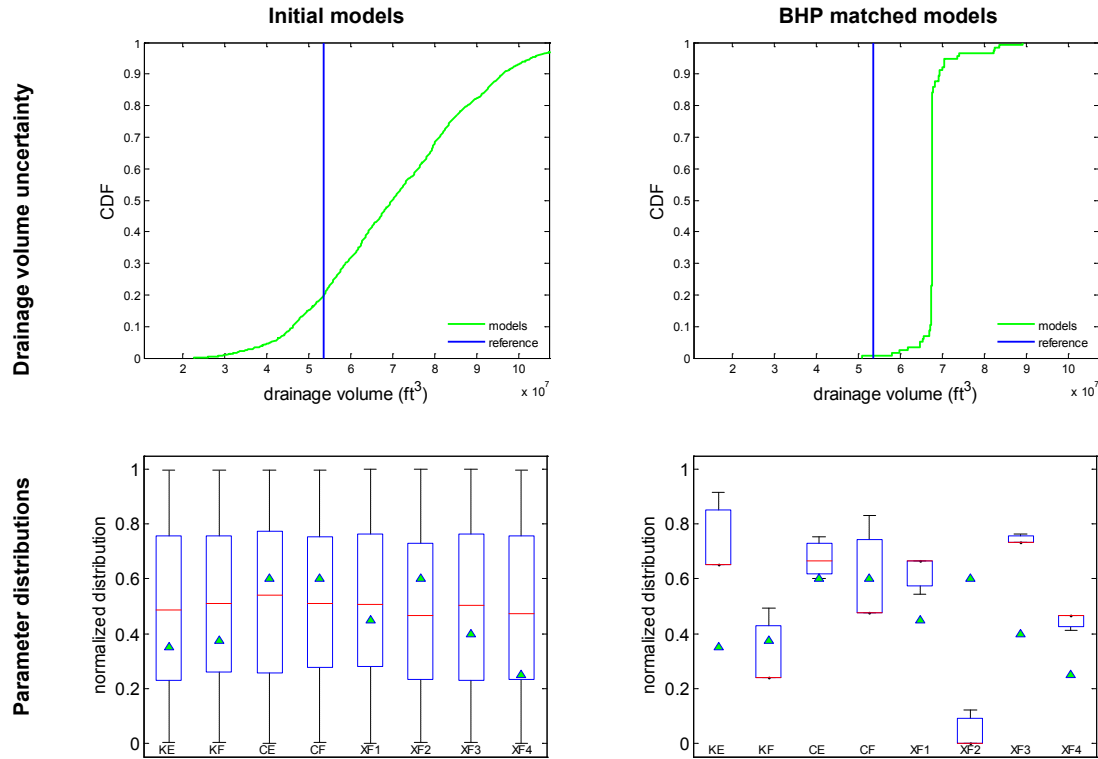 Initial models
BHP matched models
Drainage volume uncertainty
CDF
1
0.9
0.8
0.7
0.6
0.5
0.4
0.3
0.2
0.1
0
2 3 4 5 6 7 8 9 10
x 10^7
drainage volume (ft^3)
models
reference
CDF
1
0.9
0.8
0.7
0.6
0.5
0.4
0.3
0.2
0.1
0
2 3 4 5 6 7 8 9 10
x 10^7
drainage volume (ft^3)
models
reference
Parameter distributions
normalized distribution
1
0.8
0.6
0.4
0.2
0
KE KF CE CF XF1 XF2 XF3 XF4
normalized distribution
1
0.8
0.6
0.4
0.2
0
KE KF CE CF XF1 XF2 XF3 XF4